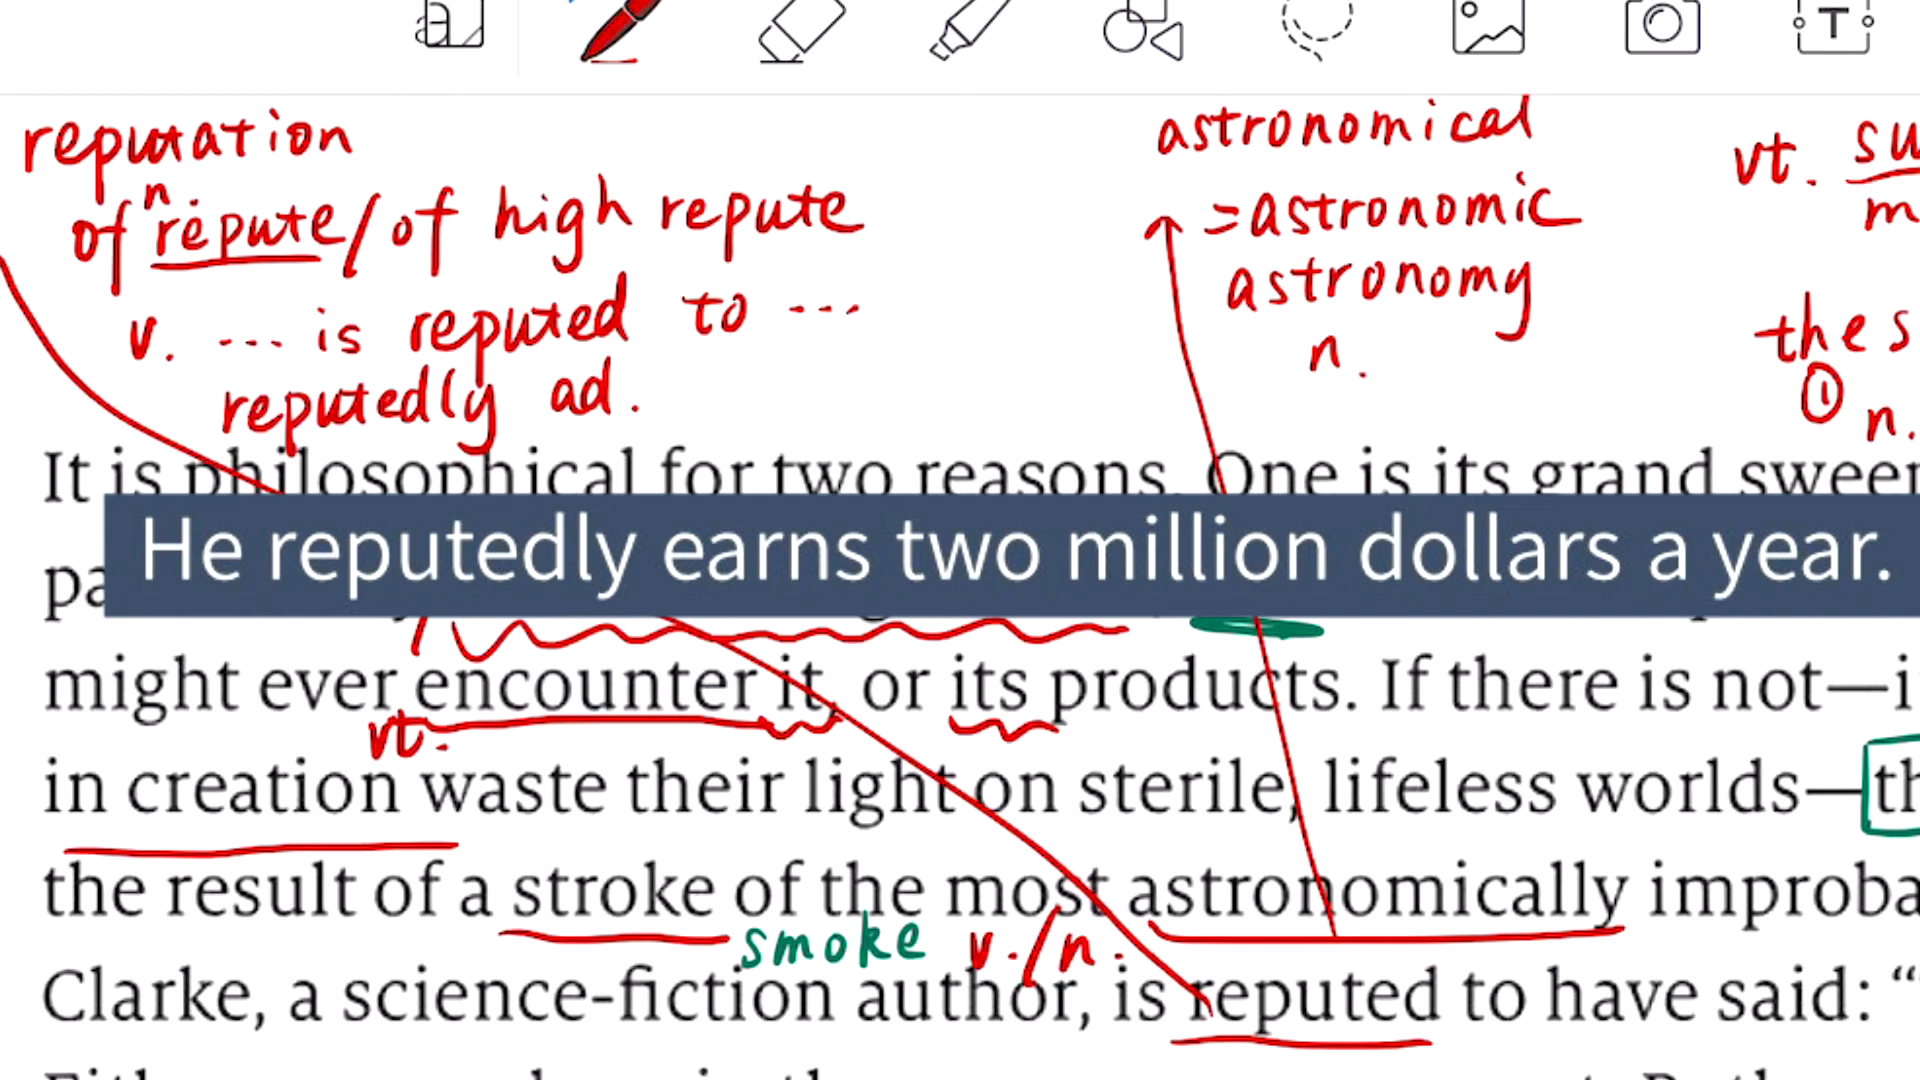 reputation
astronomical
vt. su
n
of repute / of high repute
= astronomic
m
v. ... is reputed to ...
astronomy
the s
reputedly ad.
n.
① n.
It is philosophical for two reasons. One is its grand sweep
He reputedly earns two million dollars a year.
pa
might ever encounter it, or its products. If there is not—i
vt.
in creation waste their light on sterile, lifeless worlds—th
the result of a stroke of the most astronomically improba
smoke v./n.
Clarke, a science-fiction author, is reputed to have said: “